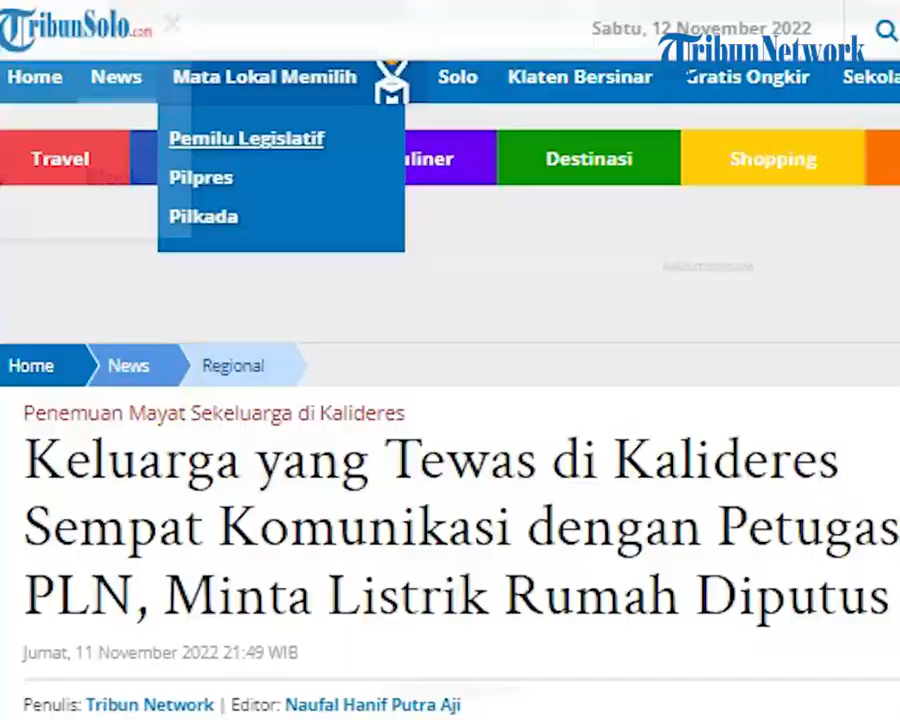 TribunSolo.com
Sabtu, 12 November 2022
TribunNetwork
Home News Mata Lokal Memilih Solo Klaten Bersinar Gratis Ongkir Sekola
Pemilu Legislatif
Travel uliner Destinasi Shopping
Pilpres
Pilkada
Advertisement
Home News Regional
Penemuan Mayat Sekeluarga di Kalideres
Keluarga yang Tewas di Kalideres
Sempat Komunikasi dengan Petugas
PLN, Minta Listrik Rumah Diputus
Jumat, 11 November 2022 21:49 WIB
Penulis: Tribun Network | Editor: Naufal Hanif Putra Aji